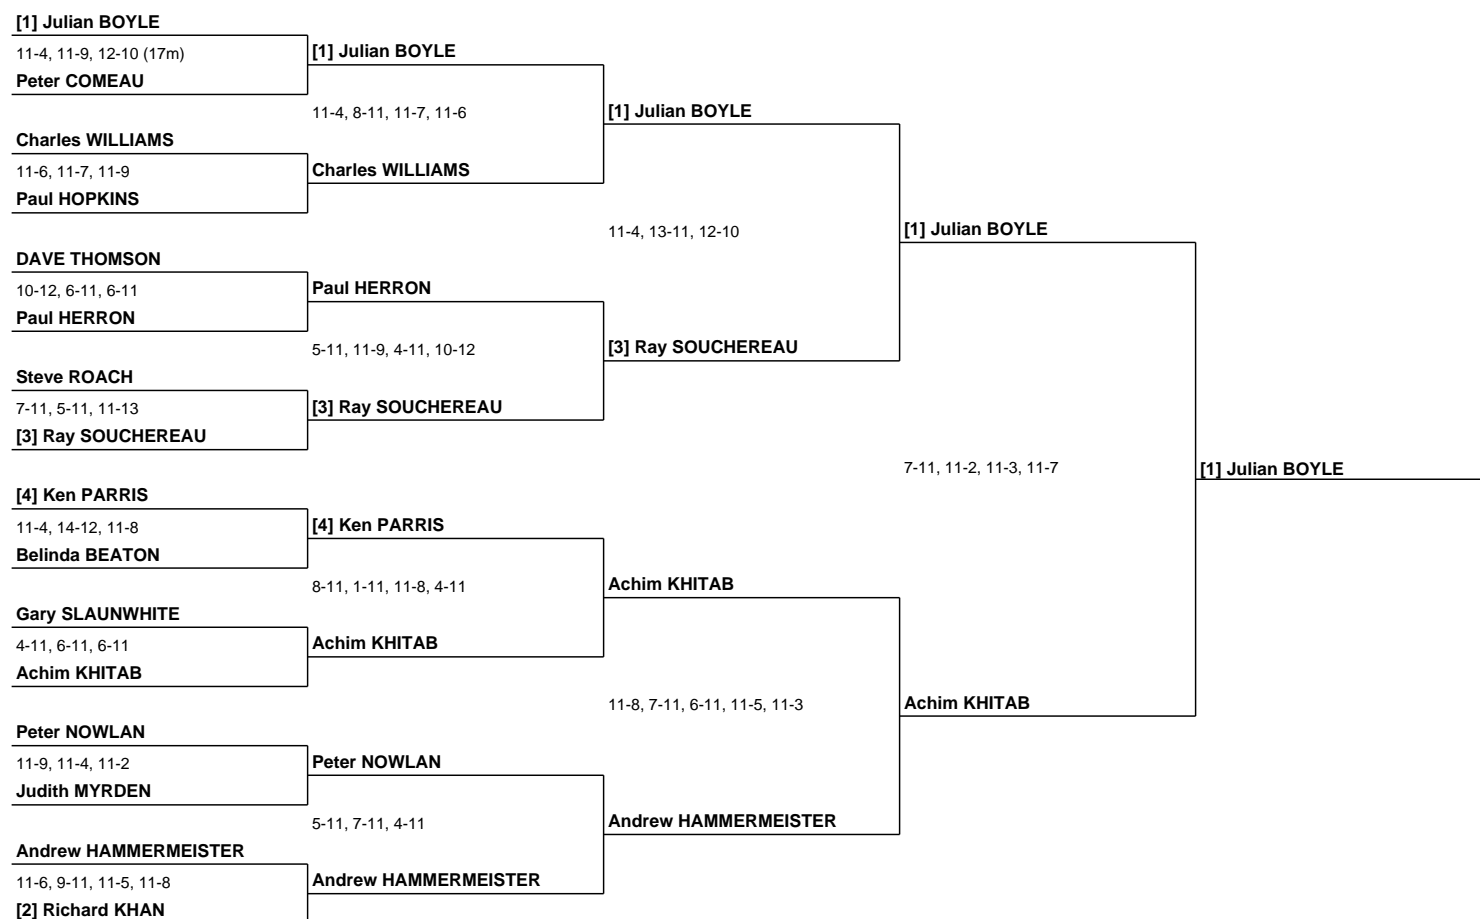 [1] Julian BOYLE
11-4, 11-9, 12-10 (17m)
Peter COMEAU
Charles WILLIAMS
11-6, 11-7, 11-9
Paul HOPKINS
DAVE THOMSON
10-12, 6-11, 6-11
Paul HERRON
Steve ROACH
7-11, 5-11, 11-13
[3] Ray SOUCHEREAU
[4] Ken PARRIS
11-4, 14-12, 11-8
Belinda BEATON
Gary SLAUNWHITE
4-11, 6-11, 6-11
Achim KHITAB
Peter NOWLAN
11-9, 11-4, 11-2
Judith MYRDEN
Andrew HAMMERMEISTER
11-6, 9-11, 11-5, 11-8
[2] Richard KHAN
[1] Julian BOYLE
11-4, 8-11, 11-7, 11-6
Charles WILLIAMS
Paul HERRON
5-11, 11-9, 4-11, 10-12
[3] Ray SOUCHEREAU
[4] Ken PARRIS
8-11, 1-11, 11-8, 4-11
Achim KHITAB
Peter NOWLAN
5-11, 7-11, 4-11
Andrew HAMMERMEISTER
[1] Julian BOYLE
11-4, 13-11, 12-10
[3] Ray SOUCHEREAU
Achim KHITAB
11-8, 7-11, 6-11, 11-5, 11-3
Andrew HAMMERMEISTER
[1] Julian BOYLE
7-11, 11-2, 11-3, 11-7
Achim KHITAB
[1] Julian BOYLE